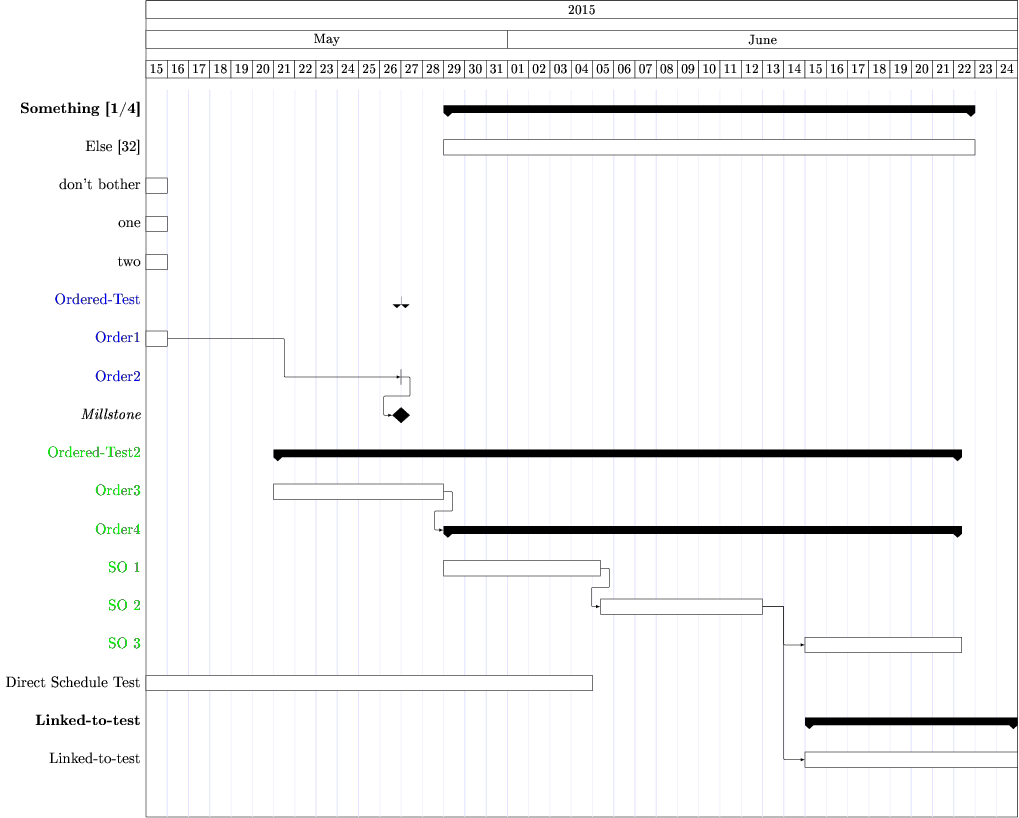 2015
May June
15 16 17 18 19 20 21 22 23 24 25 26 27 28 29 30 31 01 02 03 04 05 06 07 08 09 10 11 12 13 14 15 16 17 18 19 20 21 22 23 24
Something [1/4]
Else [32]
don't bother
one
two
Ordered-Test
Order1
Order2
Millstone
Ordered-Test2
Order3
Order4
SO 1
SO 2
SO 3
Direct Schedule Test
Linked-to-test
Linked-to-test